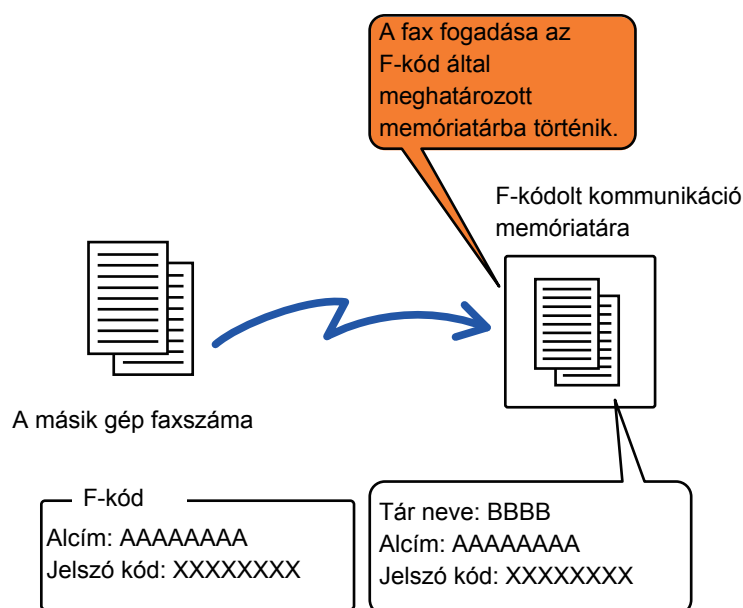 A fax fogadása az
F-kód által
meghatározott
memóriatárba történik.
F-kódolt kommunikáció
memóriatára
A másik gép faxszáma
F-kód
Alcím: AAAAAAAA
Jelszó kód: XXXXXXXX
Tár neve: BBBB
Alcím: AAAAAAAA
Jelszó kód: XXXXXXXX